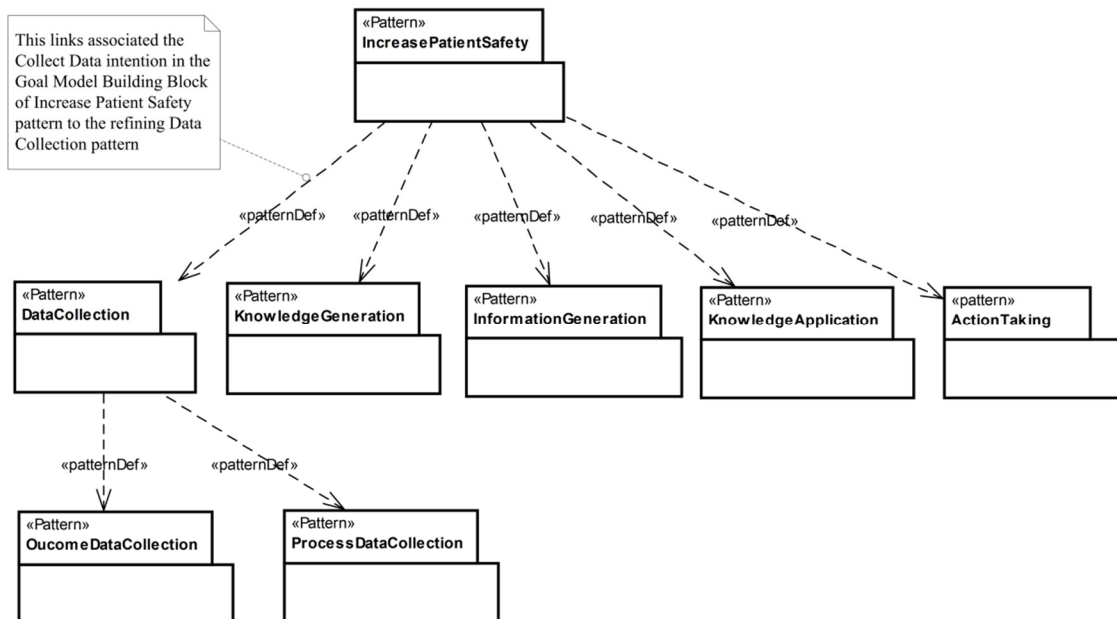 This links associated the
Collect Data intention in the
Goal Model Building Block
of Increase Patient Safety
pattern to the refining Data
Collection pattern
«Pattern»
IncreasePatientSafety
«patternDef»
«patternDef»
«patternDef»
«patternDef»
«patternDef»
«Pattern»
DataCollection
«Pattern»
KnowledgeGeneration
«Pattern»
InformationGeneration
«Pattern»
KnowledgeApplication
«pattern»
ActionTaking
«patternDef»
«patternDef»
«Pattern»
OucomeDataCollection
«Pattern»
ProcessDataCollection